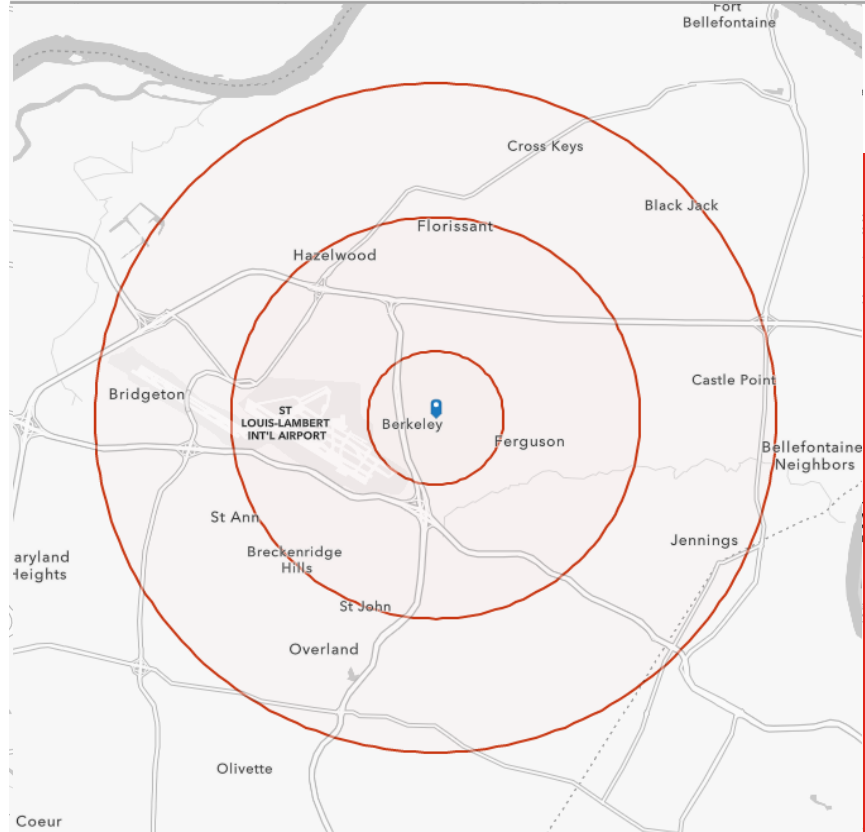 Fort
Bellefontaine
Cross Keys
Black Jack
Florissant
Hazelwood
Castle Point
Bridgeton
ST
LOUIS-LAMBERT
INT'L AIRPORT
Berkeley
Ferguson
Bellefontaine
Neighbors
St Ann
Jennings
Breckenridge
Hills
aryland
Heights
St John
Overland
Olivette
Coeur